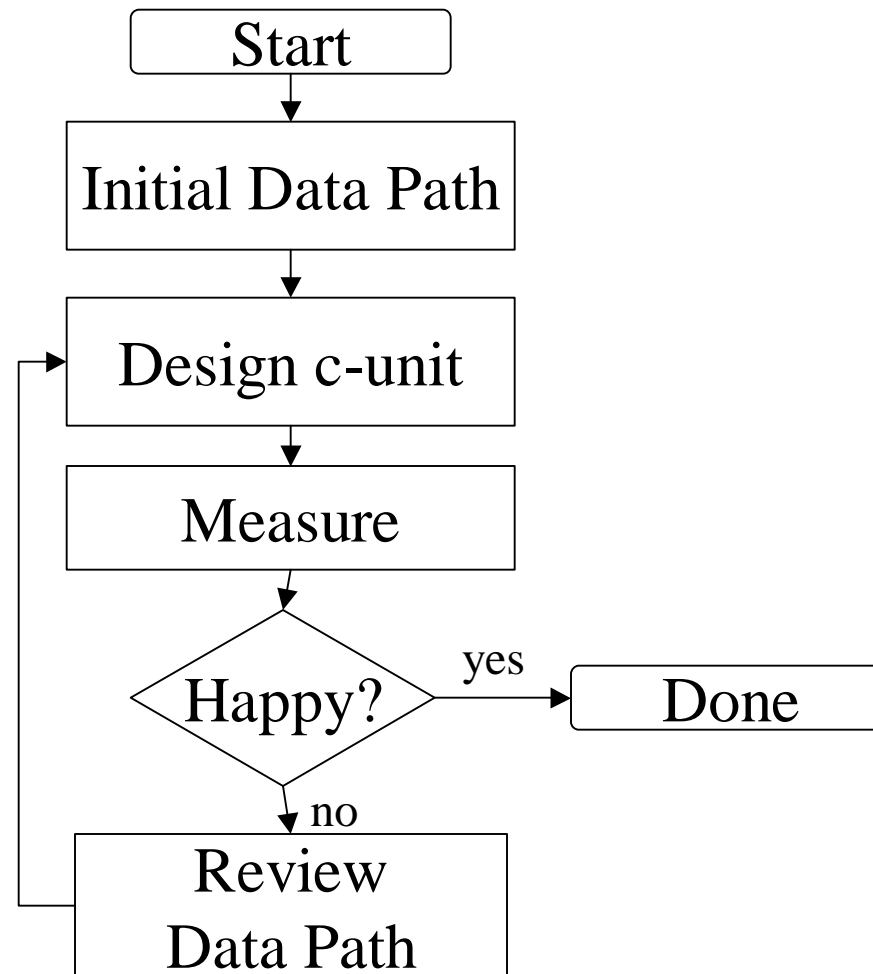 Start
Initial Data Path
Design c-unit
Measure
Happy?
yes
Done
no
Review
Data Path